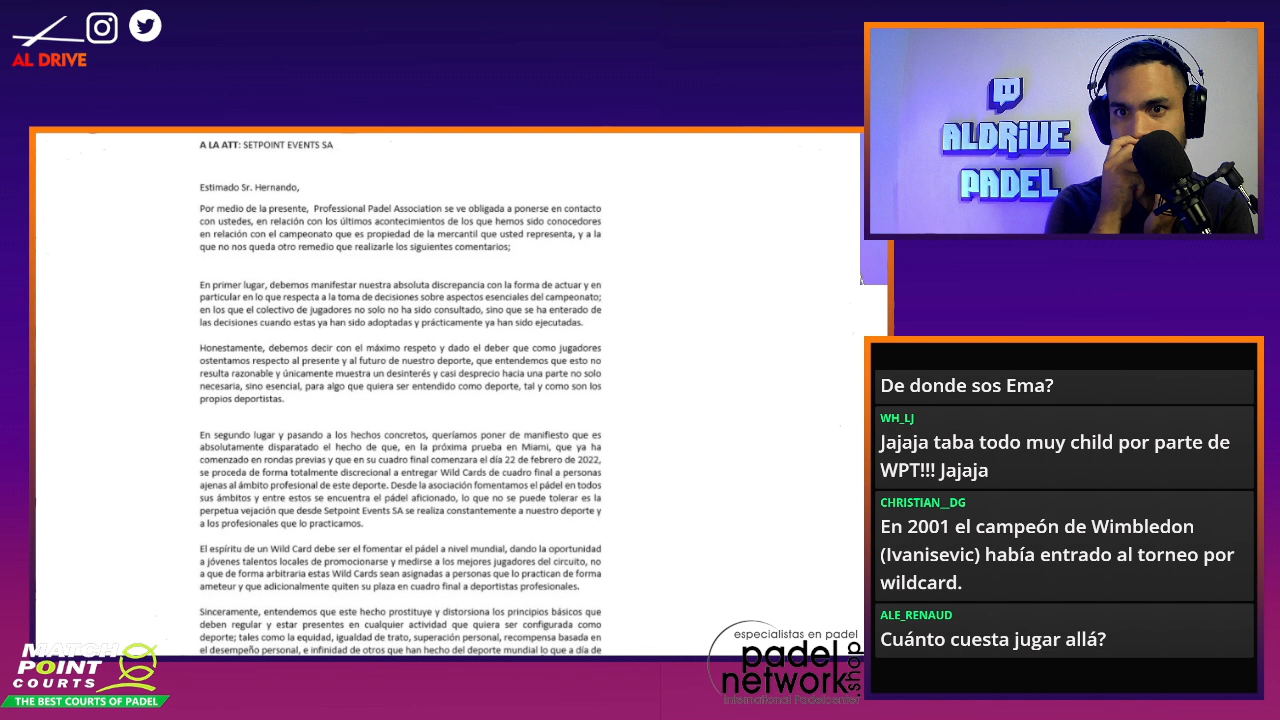 AL DRIVE
A LA ATT: SETPOINT EVENTS SA
Estimado Sr. Hernando,
Por medio de la presente, Professional Padel Association se ve obligada a ponerse en contacto
con ustedes, en relación con los últimos acontecimientos de los que hemos sido conocedores
en relación con el campeonato que es propiedad de la mercantil que usted representa, y a la
que no nos queda otro remedio que realizarle los siguientes comentarios;
En primer lugar, debemos manifestar nuestra absoluta discrepancia con la forma de actuar y en
particular en lo que respecta a la toma de decisiones sobre aspectos esenciales del campeonato;
en los que el colectivo de jugadores no solo no ha sido consultado, sino que se ha enterado de
las decisiones cuando estas ya han sido adoptadas y prácticamente ya han sido ejecutadas.
Honestamente, debemos decir con el máximo respeto y dado el deber que como jugadores
ostentamos respecto al presente y al futuro de nuestro deporte, que entendemos que esto no
resulta razonable y únicamente muestra un desinterés y casi desprecio hacia una parte no solo
necesaria, sino esencial, para algo que quiera ser entendido como deporte, tal y como son los
propios deportistas.
En segundo lugar y pasando a los hechos concretos, queríamos poner de manifiesto que es
absolutamente disparatado el hecho de que, en la próxima prueba en Miami, que ya ha
comenzado en rondas previas y que en su cuadro final comenzara el día 22 de febrero de 2022,
se proceda de forma totalmente discrecional a entregar Wild Cards de cuadro final a personas
ajenas al ámbito profesional de este deporte. Desde la asociación fomentamos el pádel en todos
sus ámbitos y entre estos se encuentra el pádel aficionado, lo que no se puede tolerar es la
perpetua vejación que desde Setpoint Events SA se realiza constantemente a nuestro deporte y
a los profesionales que lo practicamos.
El espíritu de un Wild Card debe ser el fomentar el pádel a nivel mundial, dando la oportunidad
a jóvenes talentos locales de promocionarse y medirse a los mejores jugadores del circuito, no
a que de forma arbitraria estas Wild Cards sean asignadas a personas que lo practican de forma
ameteur y que adicionalmente quiten su plaza en cuadro final a deportistas profesionales.
Sinceramente, entendemos que este hecho prostituye y distorsiona los principios básicos que
deben regular y estar presentes en cualquier actividad que quiera ser configurada como
deporte; tales como la equidad, igualdad de trato, superación personal, recompensa basada en
el desempeño personal, e infinidad de otros que han hecho del deporte mundial lo que a día de
ALDRIVE
PADEL
De donde sos Ema?
WH_LJ
Jajaja taba todo muy child por parte de
WPT!!! Jajaja
CHRISTIAN__DG
En 2001 el campeón de Wimbledon
(Ivanisevic) había entrado al torneo por
wildcard.
ALE_RENAUD
Cuánto cuesta jugar allá?
MATCH
POINT
COURTS
THE BEST COURTS OF PADEL
especialistas en padel
padel
network
.shop
International Padelcenter